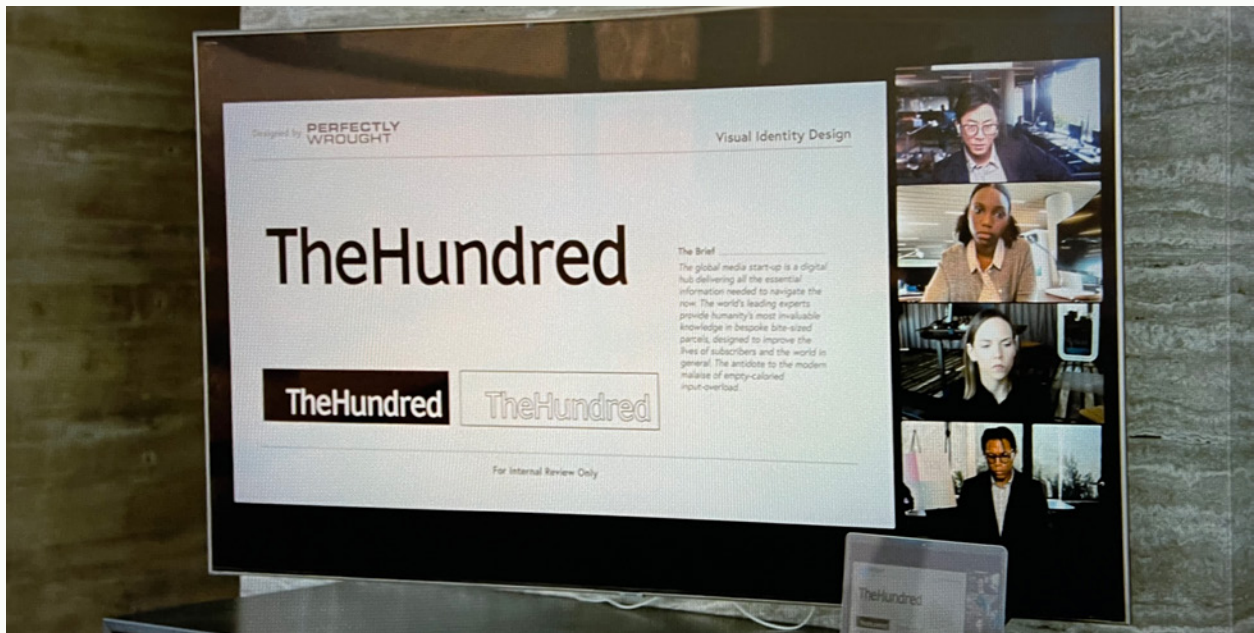 Designed by PERFECTLY
WROUGHT
Visual Identity Design
TheHundred
The Brief
The global media start-up is a digital
hub delivering all the essential
information needed to navigate the
now. The world's leading experts
provide humanity's most invaluable
knowledge in bespoke bite-sized
parcels, designed to improve the
lives of subscribers and the world in
general. The antidote to the modern
malaise of empty-caloried
input-overload.
TheHundred
TheHundred
For Internal Review Only
TheHundred